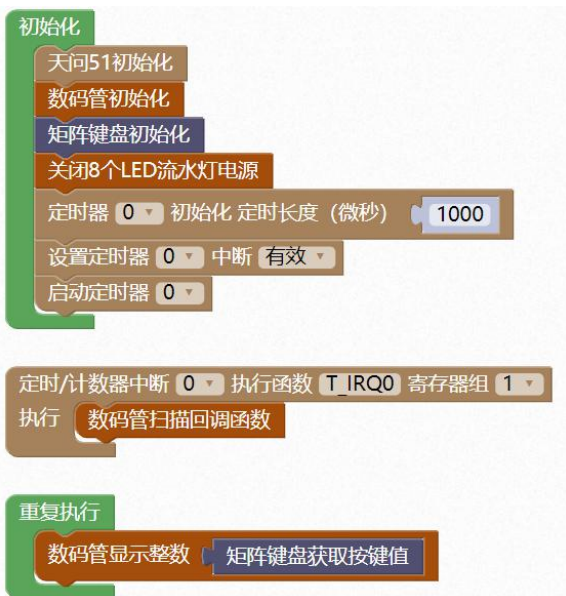 初始化
天问51初始化
数码管初始化
矩阵键盘初始化
关闭8个LED流水灯电源
定时器 0 初始化 定时长度（微秒） 1000
设置定时器 0 中断 有效
启动定时器 0
定时/计数器中断 0 执行函数 T_IRQ0 寄存器组 1
执行 数码管扫描回调函数
重复执行
数码管显示整数 矩阵键盘获取按键值